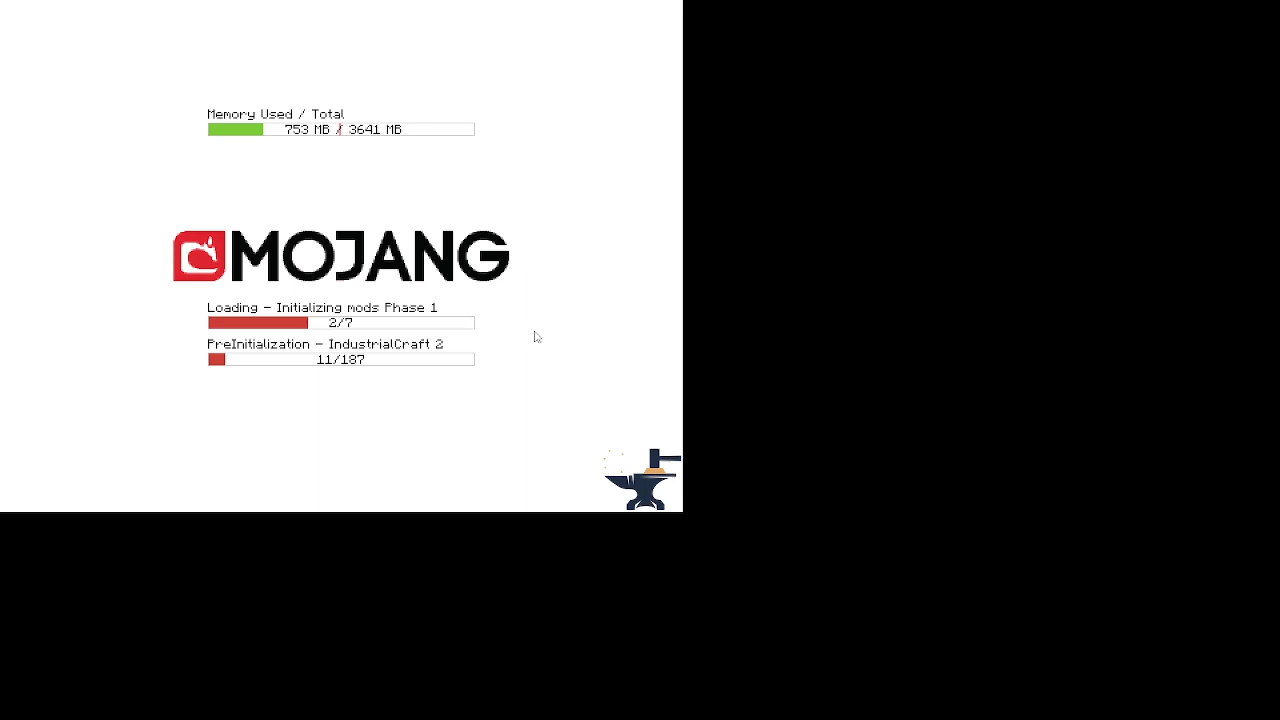 Memory Used / Total
753 MB / 3641 MB
MOJANG
Loading - Initializing mods Phase 1
2/7
PreInitialization - IndustrialCraft 2
11/187